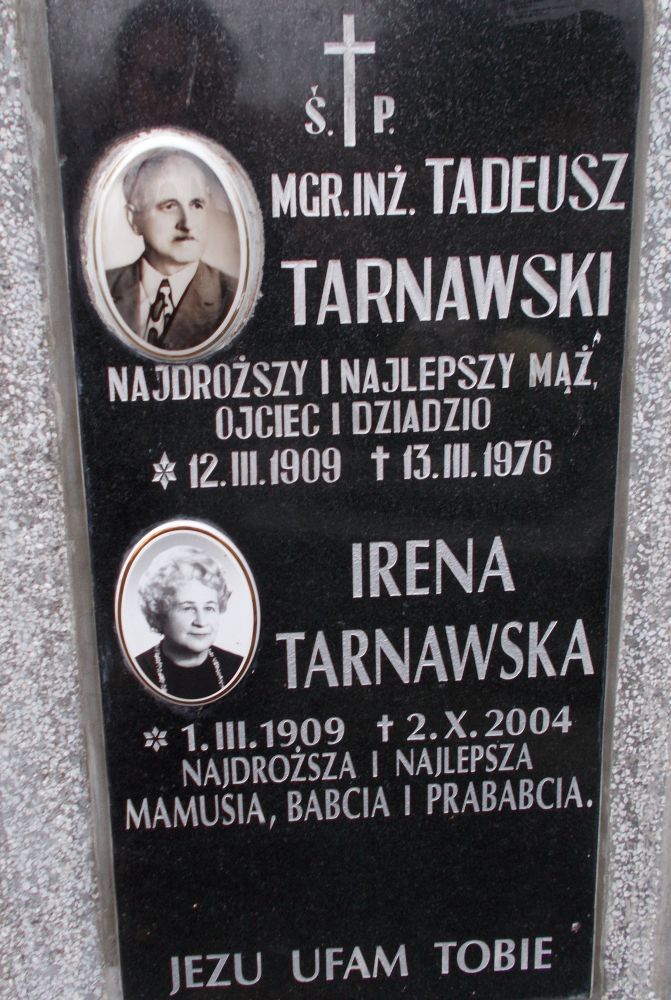 Ś. P.
MGR. INŻ. TADEUSZ
TARNAWSKI
NAJDROŻSZY I NAJLEPSZY MĄŻ,
OJCIEC I DZIADZIO
12. III. 1909 † 13. III. 1976
IRENA
TARNAWSKA
1. III. 1909 † 2. X. 2004
NAJDROŻSZA I NAJLEPSZA
MAMUSIA, BABCIA I PRABABCIA.
JEZU UFAM TOBIE